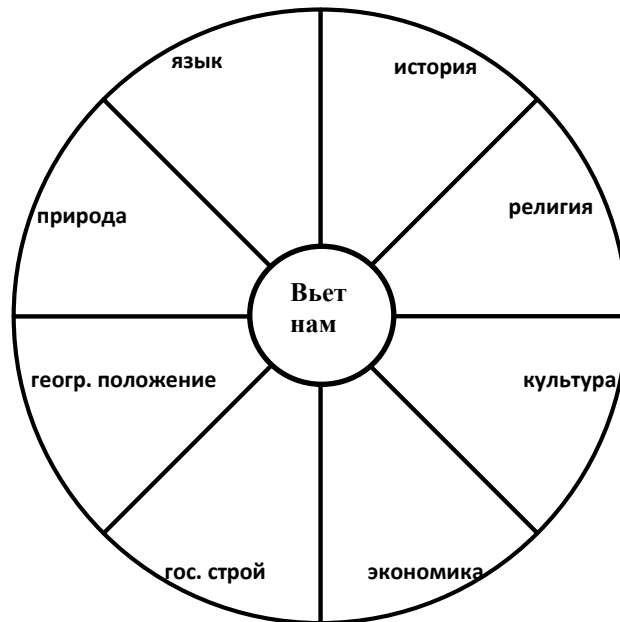 язык
история
природа
религия
Вьет
нам
геогр. положение
культура
гос. строй
экономика